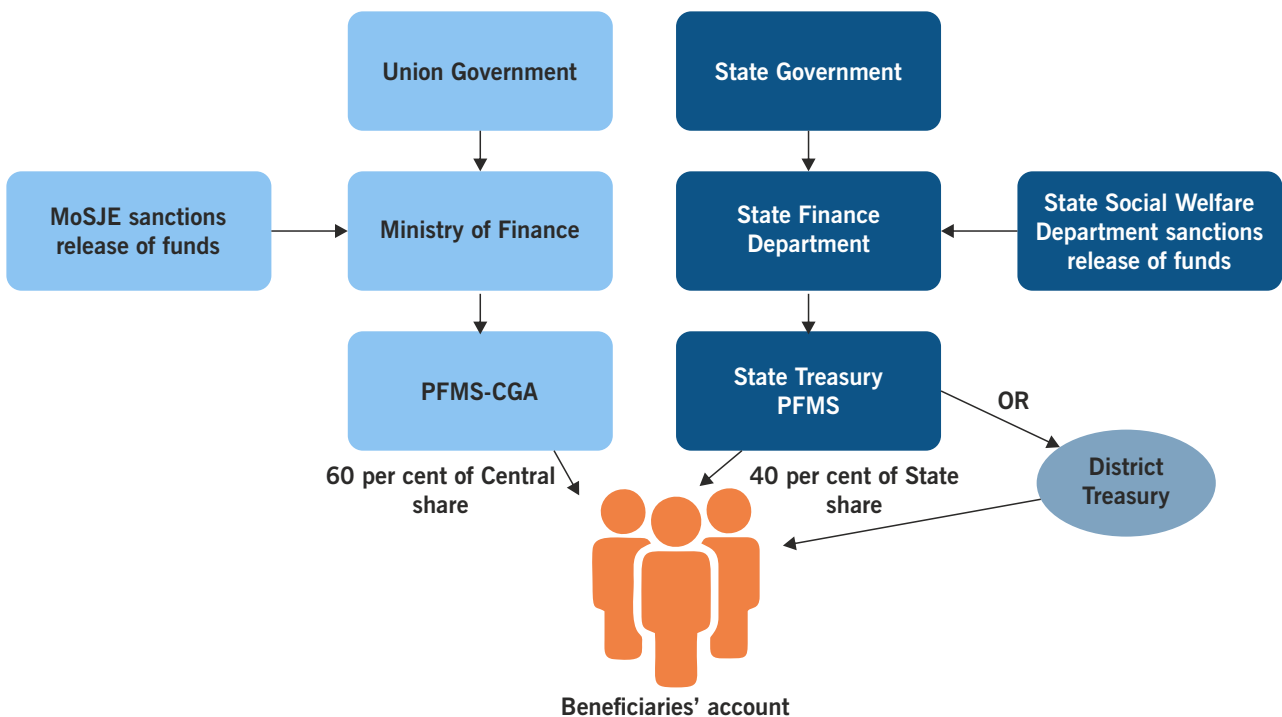 Union Government
State Government
MoSJE sanctions
release of funds
Ministry of Finance
State Finance
Department
State Social Welfare
Department sanctions
release of funds
PFMS-CGA
State Treasury
PFMS
OR
District
Treasury
60 per cent of Central
share
40 per cent of State
share
Beneficiaries’ account